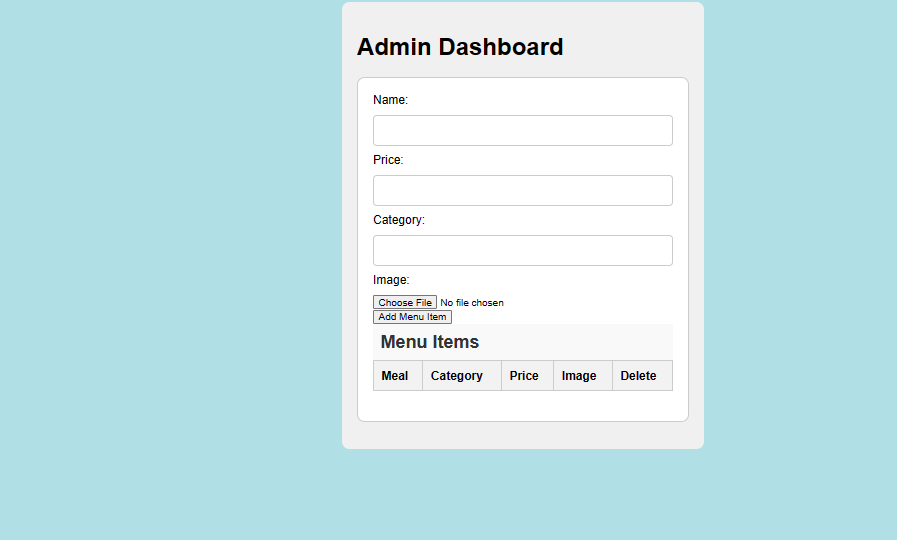 Admin Dashboard
Name:
Price:
Category:
Image:
Choose File No file chosen
Add Menu Item
Menu Items
Meal Category Price Image Delete